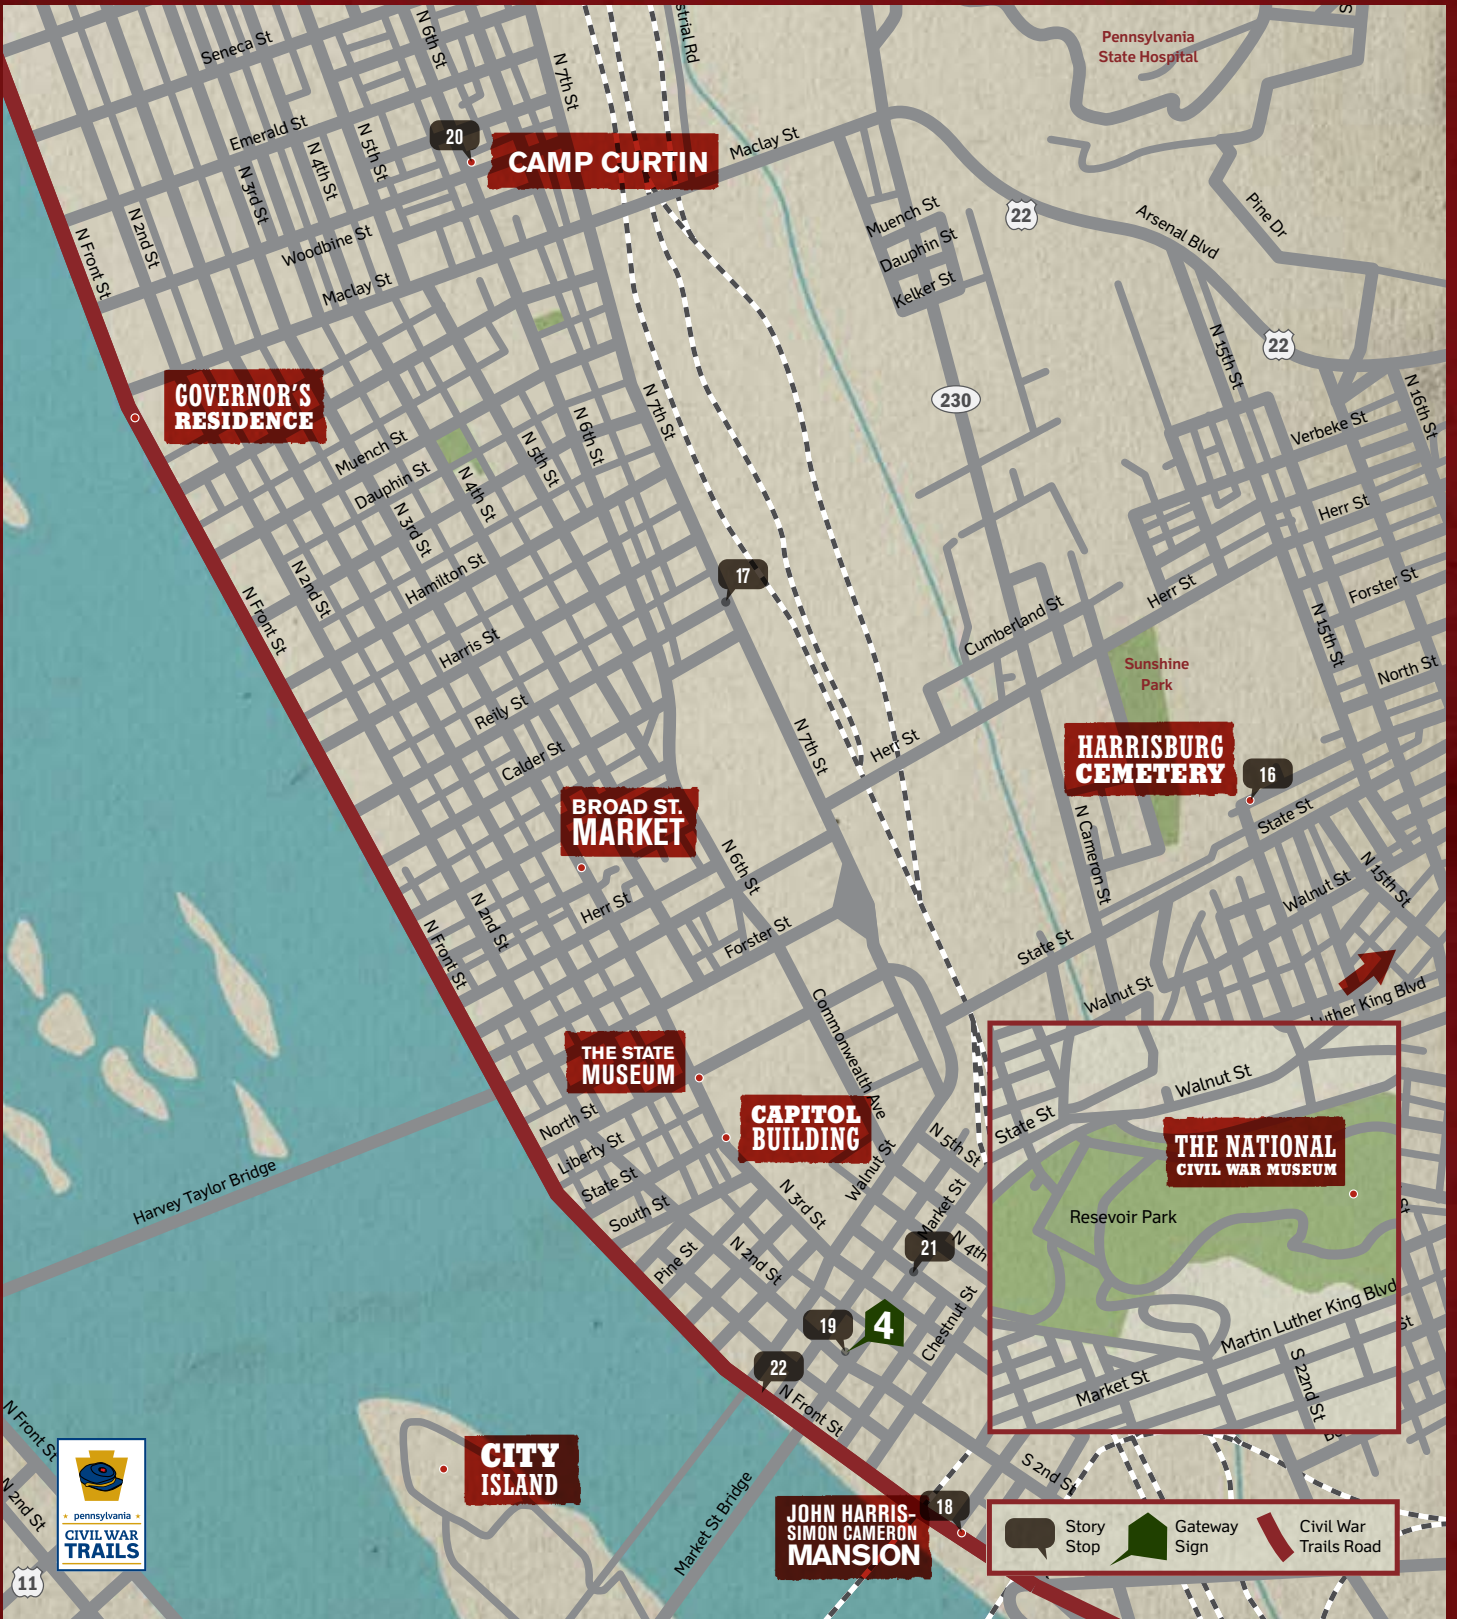 strial Rd
S
Seneca St
N 6th St
N 7th St
Pennsylvania
State Hospital
Emerald St
N 3rd St
N 4th St
N 5th St
20
CAMP CURTIN
Maclay St
N Front St
N 2nd St
Woodbine St
Maclay St
Muench St
Dauphin St
Kelker St
22
Arsenal Blvd
Pine Dr
22
230
N 15th St
N 16th St
GOVERNOR'S
RESIDENCE
Muench St
Dauphin St
N 3rd St
N 4th St
N 5th St
N 6th St
N 7th St
Verbeke St
Herr St
Forster St
North St
N 15th St
N Front St
N 2nd St
Hamilton St
Harris St
Reily St
Calder St
17
Cumberland St
Herr St
Sunshine
Park
N 7th St
Herr St
HARRISBURG
CEMETERY
16
State St
N Cameron St
BROAD ST.
MARKET
N 6th St
Walnut St
N 15th St
N Front St
N 2nd St
Herr St
Forster St
State St
Walnut St
Luther King Blvd
Commonwealth Ave
THE STATE
MUSEUM
CAPITOL
BUILDING
North St
Liberty St
State St
South St
Pine St
N 2nd St
N 3rd St
Walnut St
N 5th St
Market St
N 4th
21
Chestnut St
Harvey Taylor Bridge
19
4
22
N Front St
State St
Walnut St
THE NATIONAL
CIVIL WAR MUSEUM
Resevoir Park
St
Martin Luther King Blvd
St
S 22nd St
Market St
S 2nd St
CITY
ISLAND
Market St Bridge
JOHN HARRIS-
SIMON CAMERON
MANSION
18
N Front St
N 2nd St
11
pennsylvania
CIVIL WAR
TRAILS
Story
Stop
Gateway
Sign
Civil War
Trails Road